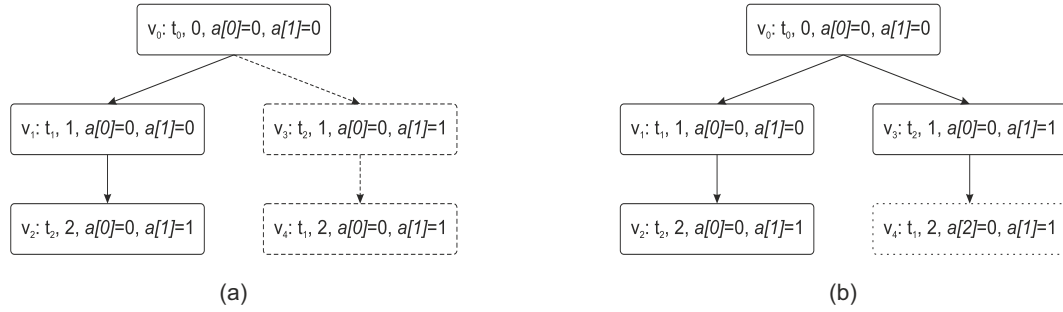 v₀: t₀, 0, a[0]=0, a[1]=0
v₁: t₁, 1, a[0]=0, a[1]=0
v₃: t₂, 1, a[0]=0, a[1]=1
v₂: t₂, 2, a[0]=0, a[1]=1
v₄: t₁, 2, a[0]=0, a[1]=1
(a)
v₀: t₀, 0, a[0]=0, a[1]=0
v₁: t₁, 1, a[0]=0, a[1]=0
v₃: t₂, 1, a[0]=0, a[1]=1
v₂: t₂, 2, a[0]=0, a[1]=1
v₄: t₁, 2, a[2]=0, a[1]=1
(b)